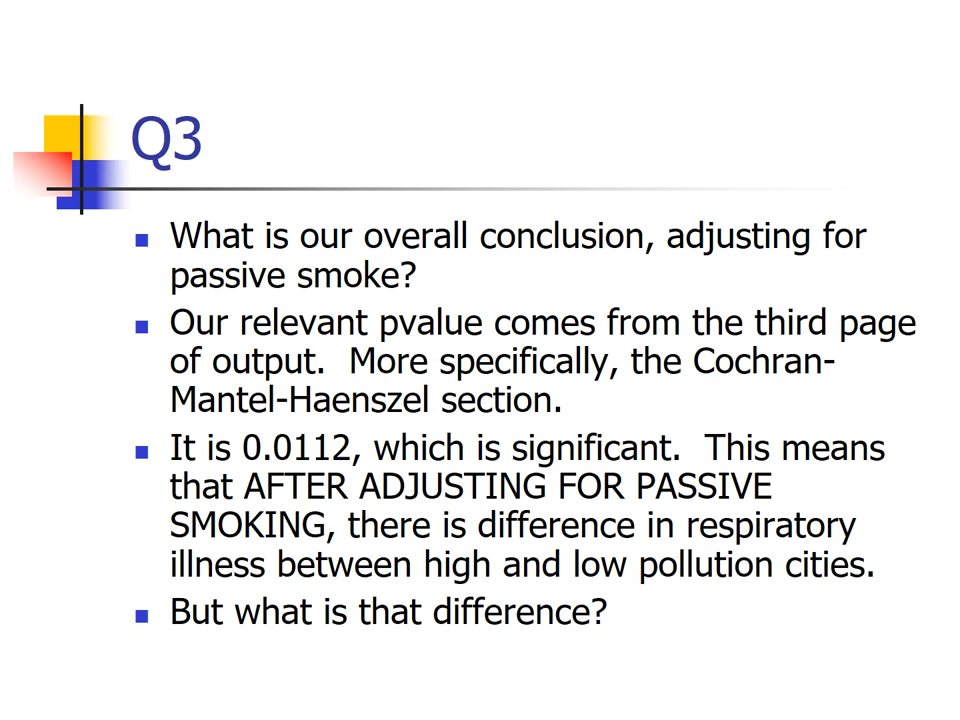 Q3
What is our overall conclusion, adjusting for
passive smoke?
Our relevant pvalue comes from the third page
of output.  More specifically, the Cochran-
Mantel-Haenszel section.
It is 0.0112, which is significant.  This means
that AFTER ADJUSTING FOR PASSIVE
SMOKING, there is difference in respiratory
illness between high and low pollution cities.
But what is that difference?